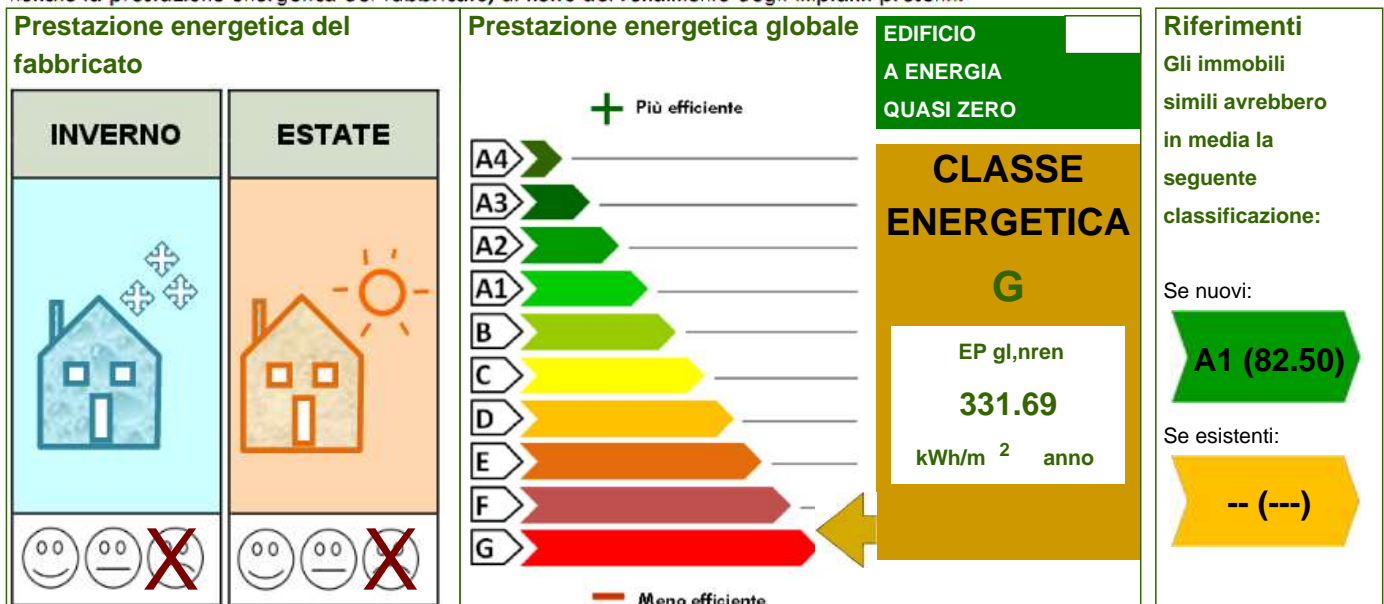 Prestazione energetica del
fabbricato
INVERNO
ESTATE
Prestazione energetica globale
Più efficiente
A4
A3
A2
A1
B
C
D
E
F
G
Meno efficiente
EDIFICIO
A ENERGIA
QUASI ZERO
CLASSE
ENERGETICA
G
EP gl,nren
331.69
kWh/m 2 anno
Riferimenti
Gli immobili
simili avrebbero
in media la
seguente
classificazione:
Se nuovi:
A1 (82.50)
Se esistenti:
-- (---)